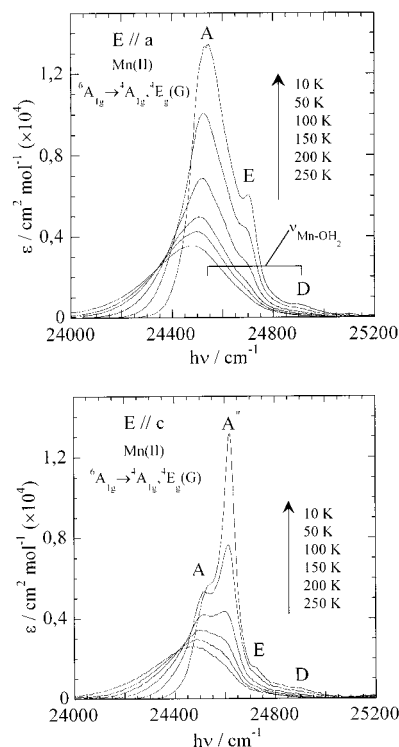 E // a
A
Mn(II)
⁶A₁g→⁴A₁g,⁴Eg(G)
10 K
50 K
100 K
150 K
200 K
250 K
E
ν Mn-OH₂
D
ε / cm² mol⁻¹ (×10⁴)
1,2
0,8
0,4
0
24000 24400 24800 25200
hν / cm⁻¹
E // c
A"
Mn(II)
⁶A₁g→⁴A₁g,⁴Eg(G)
10 K
50 K
100 K
150 K
200 K
250 K
A
E
D
ε / cm² mol⁻¹ (×10⁴)
1,2
0,8
0,4
0
24000 24400 24800 25200
hν / cm⁻¹